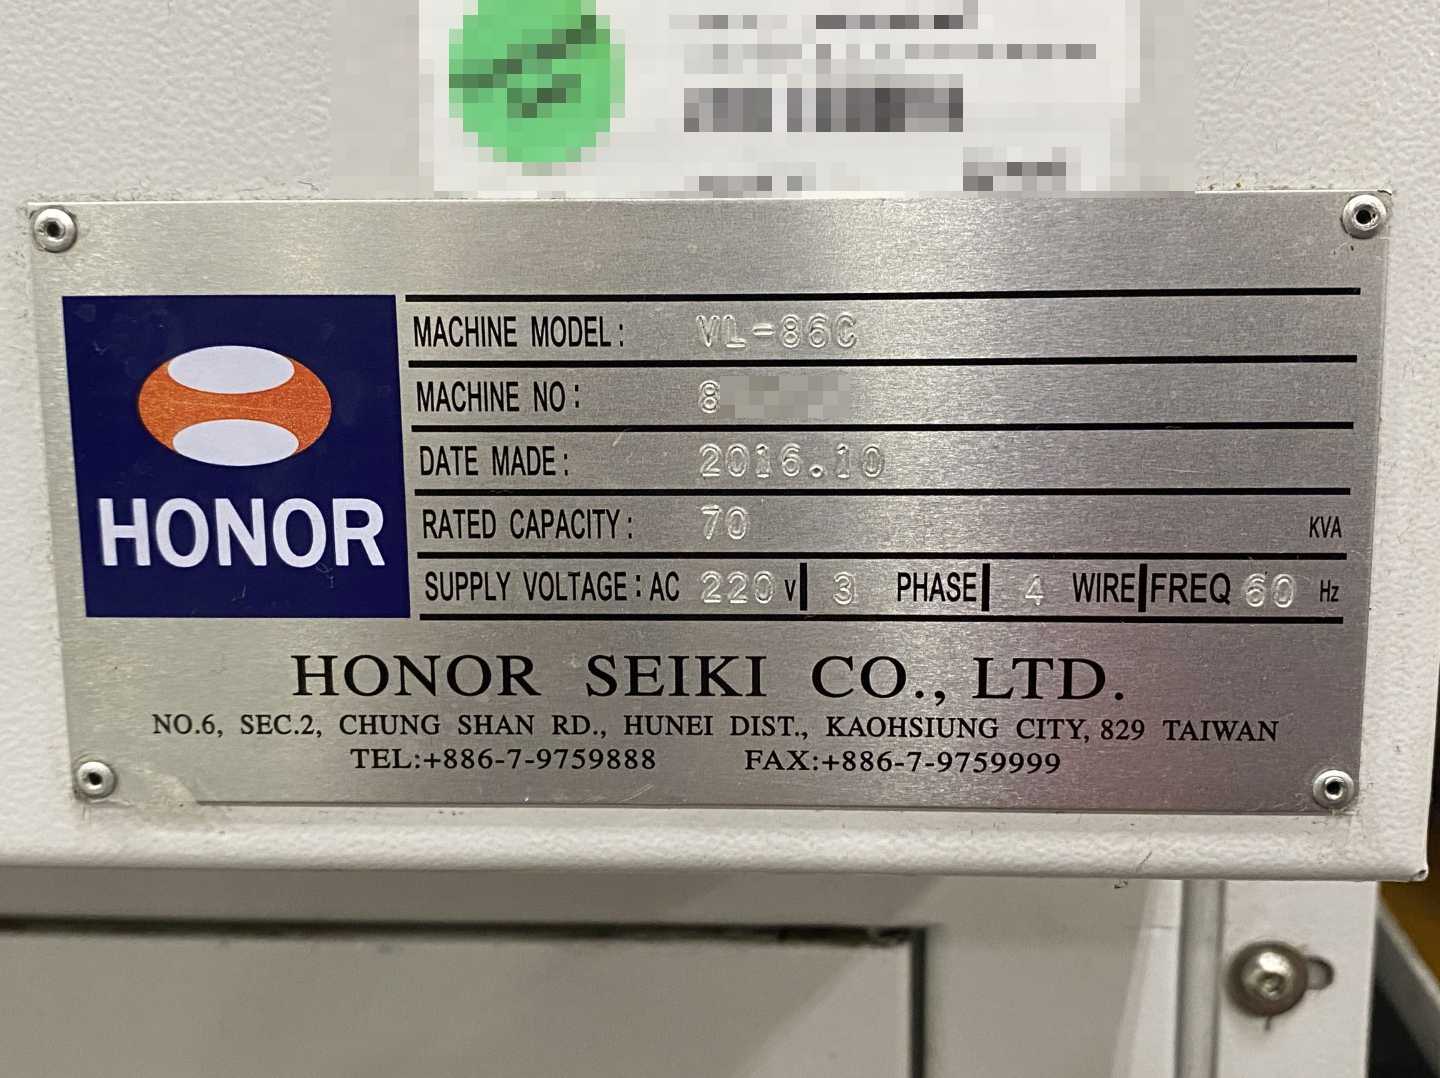 HONOR
MACHINE MODEL: VL-86C
MACHINE NO: 8
DATE MADE: 2016.10
RATED CAPACITY: 70 KVA
SUPPLY VOLTAGE: AC 220 V 3 PHASE 4 WIRE FREQ 60 Hz
HONOR SEIKI CO., LTD.
NO.6, SEC.2, CHUNG SHAN RD., HUNEI DIST., KAOHSIUNG CITY, 829 TAIWAN
TEL:+886-7-9759888 FAX:+886-7-9759999